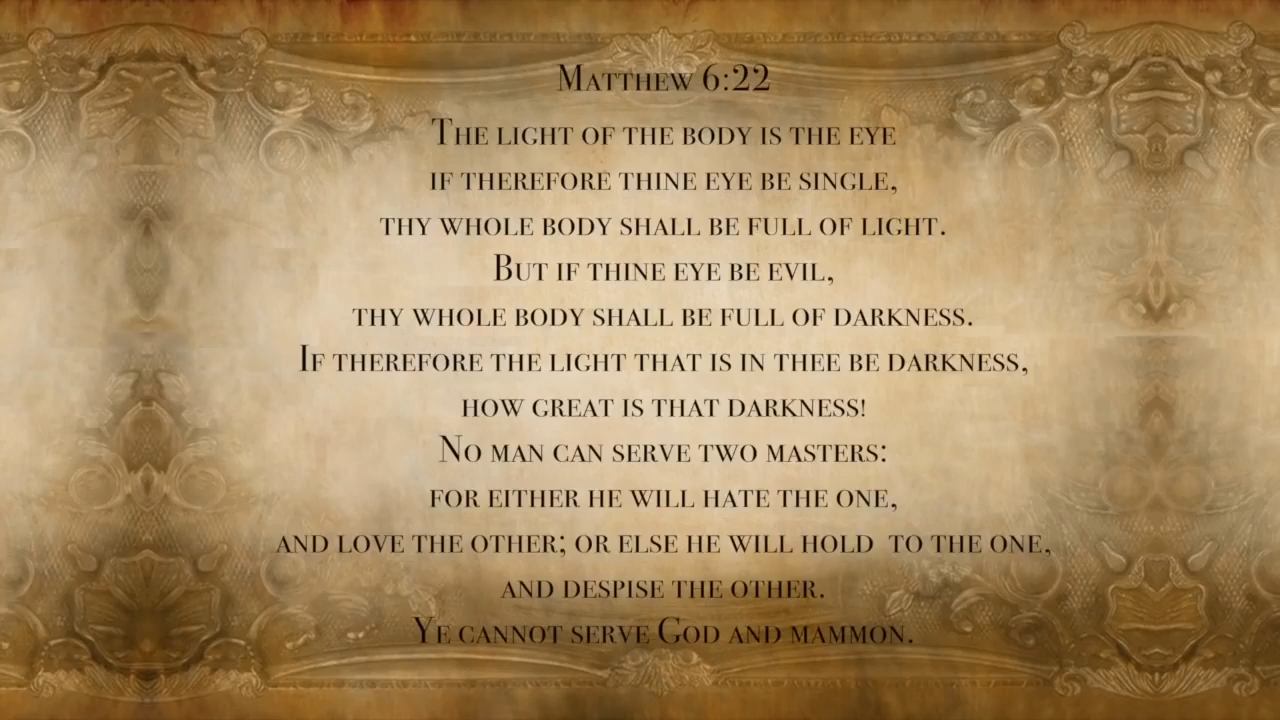 Matthew 6:22
The light of the body is the eye
if therefore thine eye be single,
thy whole body shall be full of light.
But if thine eye be evil,
thy whole body shall be full of darkness.
If therefore the light that is in thee be darkness,
how great is that darkness!
No man can serve two masters:
for either he will hate the one,
and love the other; or else he will hold  to the one,
and despise the other.
Ye cannot serve God and mammon.